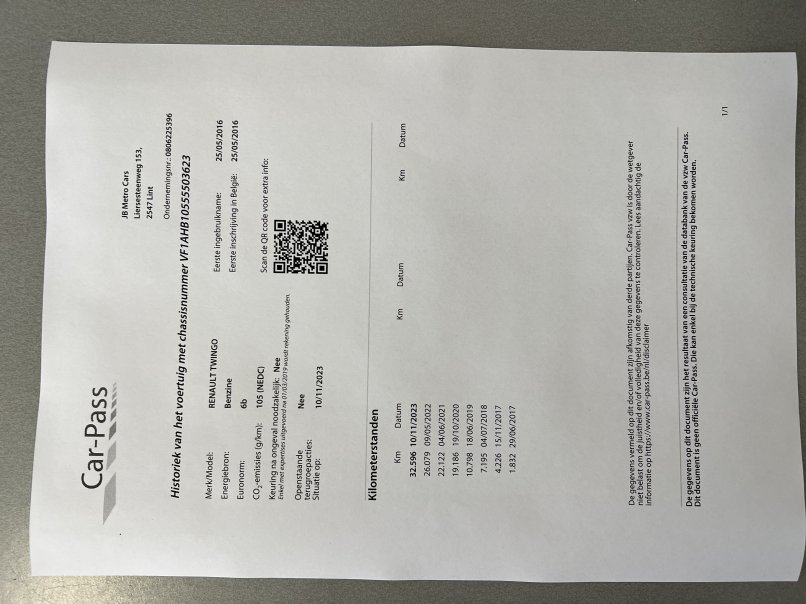 Car-Pass
JB Metro Cars
Liersesteenweg 153,
2547 Lint
Ondernemingsnr.: 0806225396
Historiek van het voertuig met chassisnummer VF1AHB10555503623
Merk/Model: RENAULT TWINGO
Eerste ingebruikname: 25/05/2016
Energiebron: Benzine
Eerste inschrijving in België: 25/05/2016
Euronorm: 6b
CO2-emissies (g/km): 105 (NEDC)
Scan de QR code voor extra info:
Keuring na ongeval noodzakelijk: Nee
Enkel met expertises uitgevoerd na 01/03/2019 wordt rekening gehouden.
Openstaande
terugroepacties: Nee
Situatie op: 10/11/2023
Kilometerstanden
Km Datum Km Datum Km Datum
32.596 10/11/2023
26.079 09/05/2022
22.122 04/06/2021
19.186 19/10/2020
10.798 18/06/2019
7.195 04/07/2018
4.226 15/11/2017
1.832 29/06/2017
De gegevens vermeld op dit document zijn afkomstig van derde partijen. Car-Pass vzw is door de wetgever
niet belast om de juistheid en/of volledigheid van deze gegevens te controleren. Lees aandachtig de
informatie op https://www.car-pass.be/nl/disclaimer
De gegevens op dit document zijn het resultaat van een consultatie van de databank van de vzw Car-Pass.
Dit document is geen officiële Car-Pass. Die kan enkel bij de technische keuring bekomen worden.
1/1